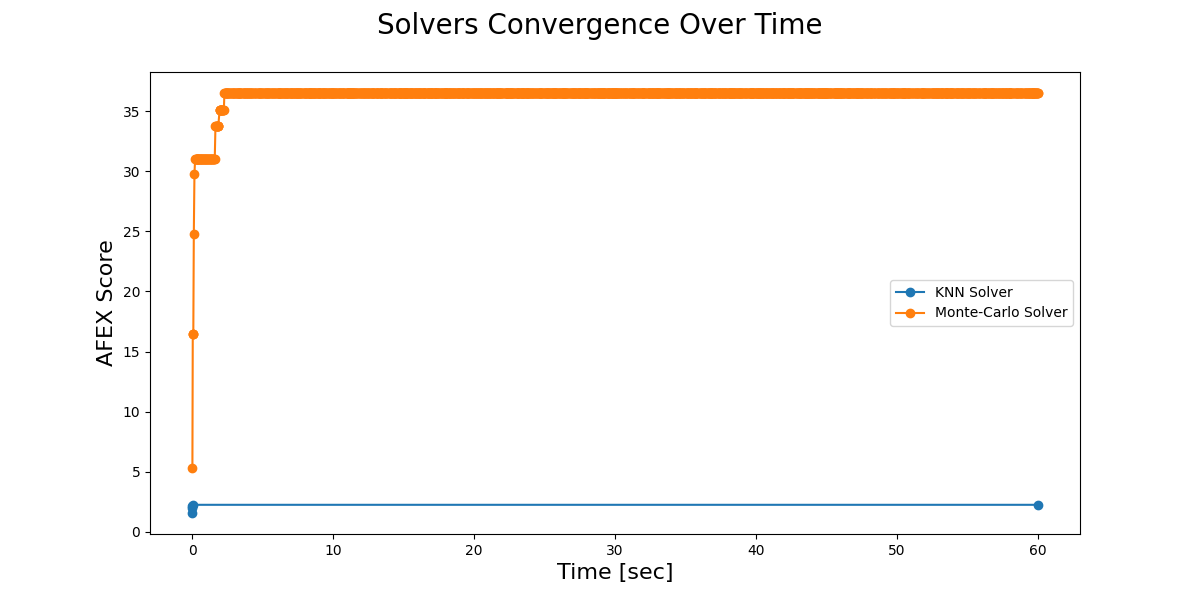 Solvers Convergence Over Time
AFEX Score
35
30
25
20
15
10
5
0
KNN Solver
Monte-Carlo Solver
0 10 20 30 40 50 60
Time [sec]